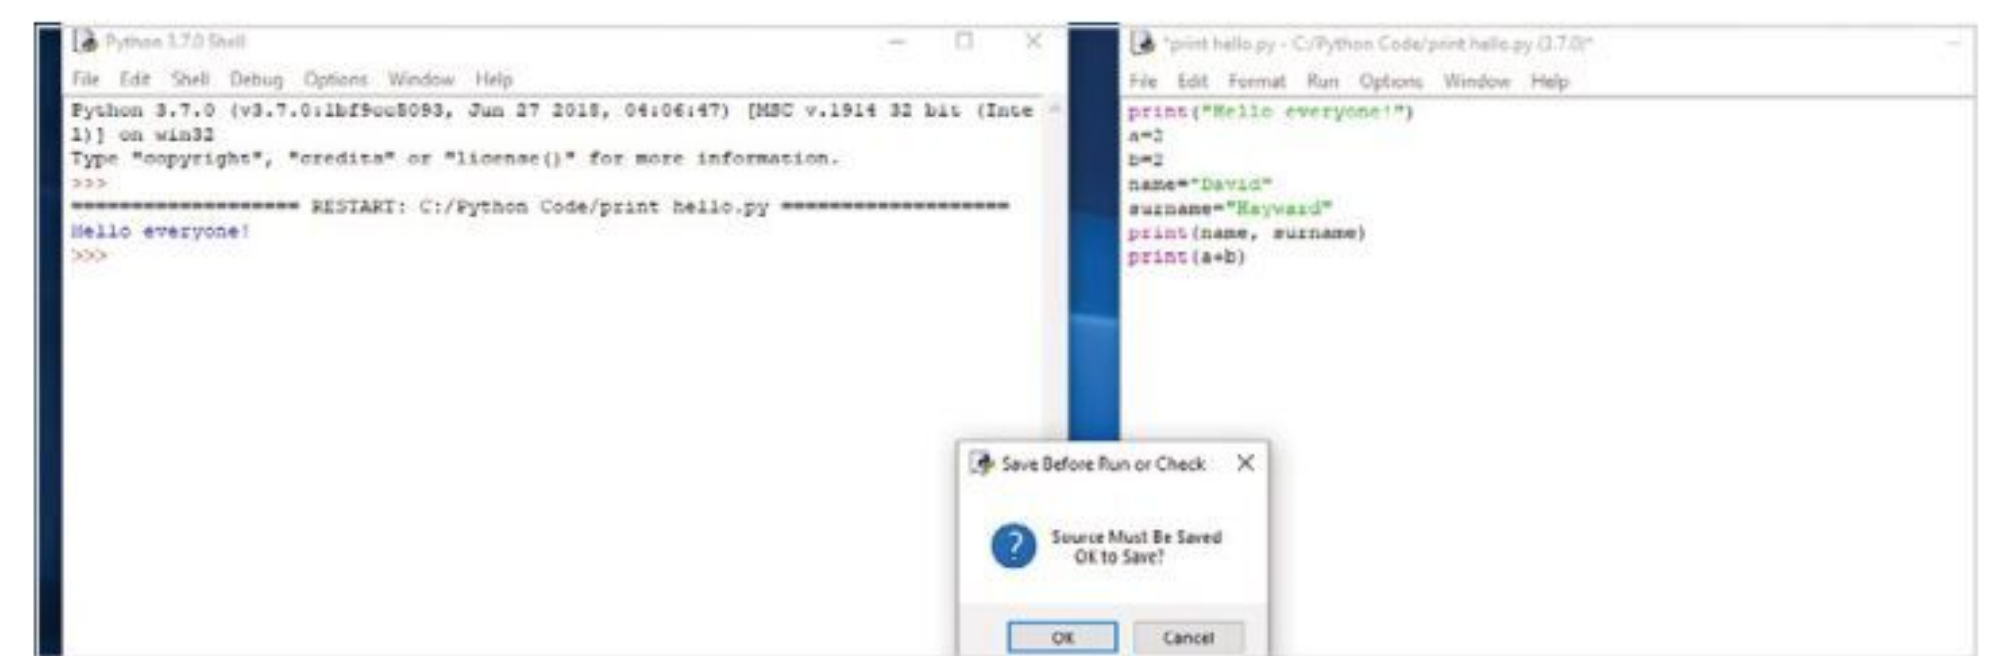 Python 3.7.0 Shell
File Edit Shell Debug Options Window Help
Python 3.7.0 (v3.7.0:1bf9cc5093, Jun 27 2018, 04:06:47) [MSC v.1914 32 bit (Inte
l)] on win32
Type "copyright", "credits" or "license()" for more information.
>>>
=================== RESTART: C:/Python Code/print hello.py ===================
Hello everyone!
>>>
*print hello.py - C:/Python Code/print hello.py (3.7.0)*
File Edit Format Run Options Window Help
print("Hello everyone!")
a=2
b=2
name="David"
surname="Hayward"
print(name, surname)
print(a+b)
Save Before Run or Check
Source Must Be Saved
OK to Save?
OK Cancel